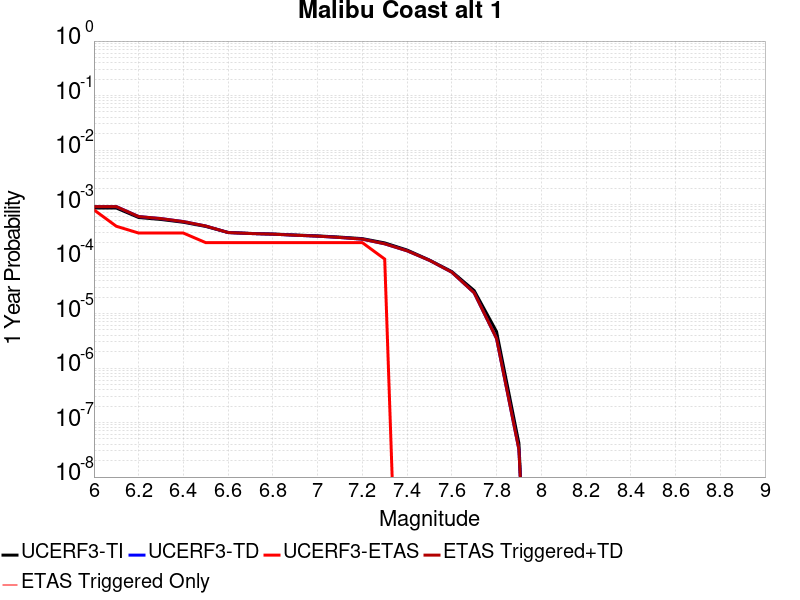 Malibu Coast alt 1
10^0
10^-1
10^-2
10^-3
10^-4
10^-5
10^-6
10^-7
10^-8
1 Year Probability
6 6.2 6.4 6.6 6.8 7 7.2 7.4 7.6 7.8 8 8.2 8.4 8.6 8.8 9
Magnitude
UCERF3-TI UCERF3-TD UCERF3-ETAS ETAS Triggered+TD
ETAS Triggered Only